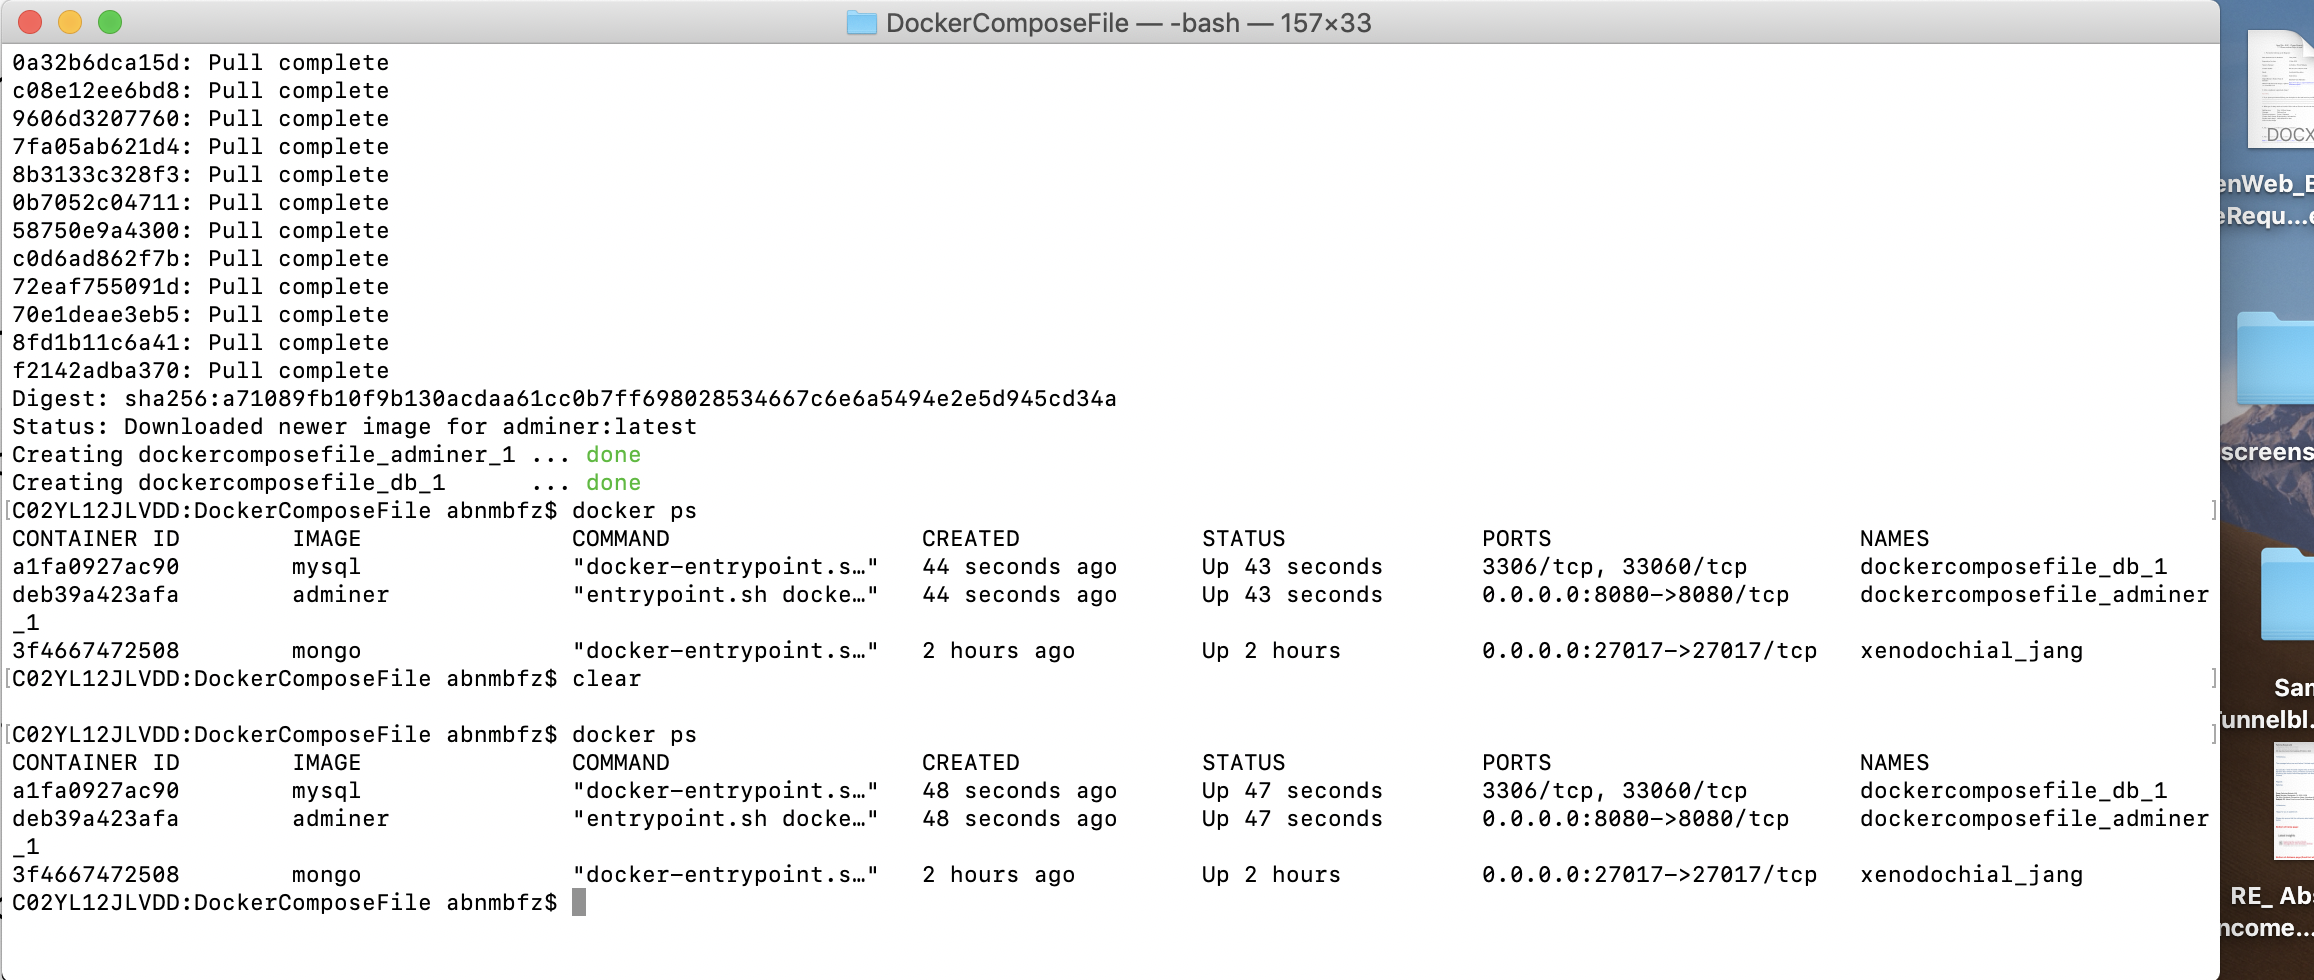 DockerComposeFile — -bash — 157×33
0a32b6dca15d: Pull complete
c08e12ee6bd8: Pull complete
9606d3207760: Pull complete
7fa05ab621d4: Pull complete
8b3133c328f3: Pull complete
0b7052c04711: Pull complete
58750e9a4300: Pull complete
c0d6ad862f7b: Pull complete
72eaf755091d: Pull complete
70e1deae3eb5: Pull complete
8fd1b11c6a41: Pull complete
f2142adba370: Pull complete
Digest: sha256:a71089fb10f9b130acdaa61cc0b7ff698028534667c6e6a5494e2e5d945cd34a
Status: Downloaded newer image for adminer:latest
Creating dockercomposefile_adminer_1 ... done
Creating dockercomposefile_db_1      ... done
[C02YL12JLVDD:DockerComposeFile abnmbfz$ docker ps ]
CONTAINER ID        IMAGE               COMMAND                  CREATED             STATUS              PORTS                      NAMES
a1fa0927ac90        mysql               "docker-entrypoint.s…"   44 seconds ago      Up 43 seconds       3306/tcp, 33060/tcp        dockercomposefile_db_1
deb39a423afa        adminer             "entrypoint.sh docke…"   44 seconds ago      Up 43 seconds       0.0.0.0:8080->8080/tcp     dockercomposefile_adminer
_1
3f4667472508        mongo               "docker-entrypoint.s…"   2 hours ago         Up 2 hours          0.0.0.0:27017->27017/tcp   xenodochial_jang
[C02YL12JLVDD:DockerComposeFile abnmbfz$ clear ]
[C02YL12JLVDD:DockerComposeFile abnmbfz$ docker ps ]
CONTAINER ID        IMAGE               COMMAND                  CREATED             STATUS              PORTS                      NAMES
a1fa0927ac90        mysql               "docker-entrypoint.s…"   48 seconds ago      Up 47 seconds       3306/tcp, 33060/tcp        dockercomposefile_db_1
deb39a423afa        adminer             "entrypoint.sh docke…"   48 seconds ago      Up 47 seconds       0.0.0.0:8080->8080/tcp     dockercomposefile_adminer
_1
3f4667472508        mongo               "docker-entrypoint.s…"   2 hours ago         Up 2 hours          0.0.0.0:27017->27017/tcp   xenodochial_jang
C02YL12JLVDD:DockerComposeFile abnmbfz$
DOCX
enWeb_
eRequ...
screens
San
unnelbl.
RE_ Abs
ncome...